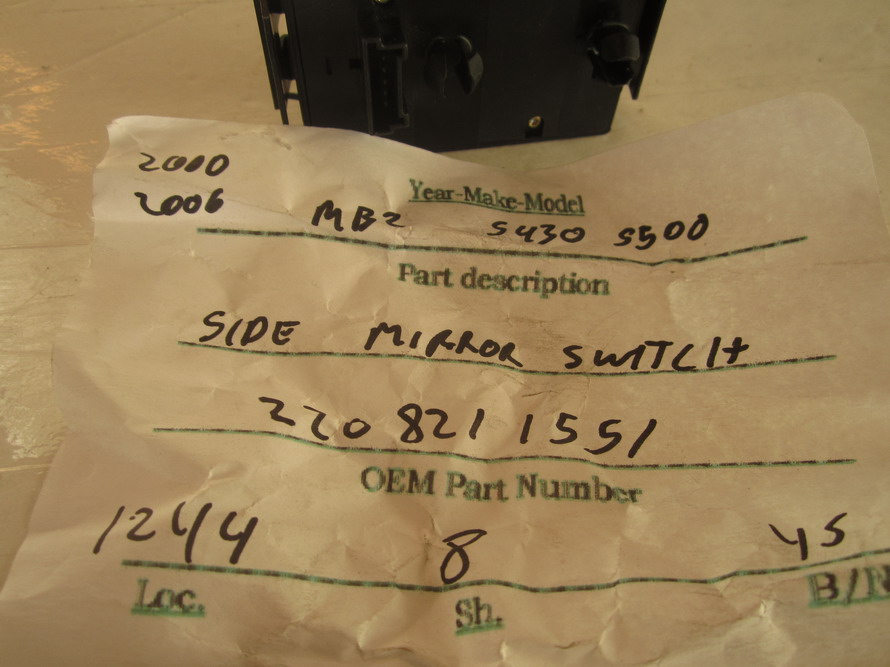 2000
Year-Make-Model
2006 MBZ S430 S500
Part description
SIDE MIRROR SWITCH
220 821 1551
OEM Part Number
1244 8 45
Loc. Sh. B/N